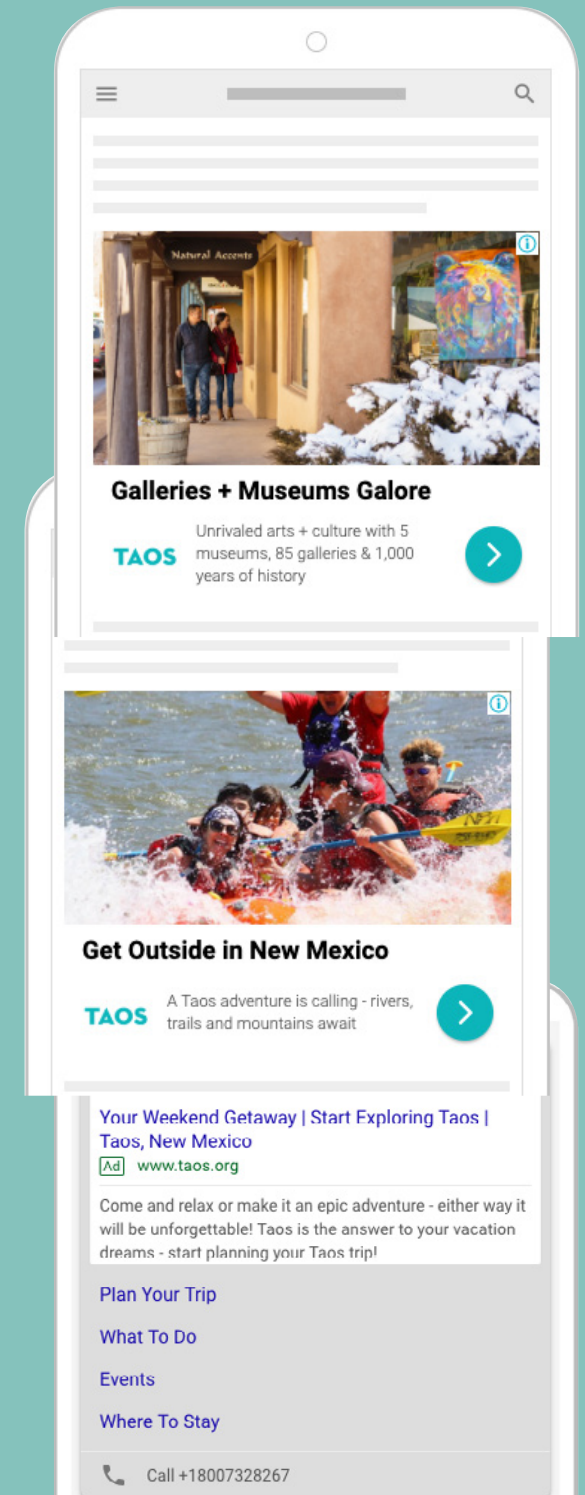 Natural Accents
Galleries + Museums Galore
TAOS
Unrivaled arts + culture with 5
museums, 85 galleries & 1,000
years of history
Get Outside in New Mexico
TAOS
A Taos adventure is calling - rivers,
trails and mountains await
Your Weekend Getaway | Start Exploring Taos |
Taos, New Mexico
Ad www.taos.org
Come and relax or make it an epic adventure - either way it
will be unforgettable! Taos is the answer to your vacation
dreams - start planning your Taos trip!
Plan Your Trip
What To Do
Events
Where To Stay
Call +18007328267